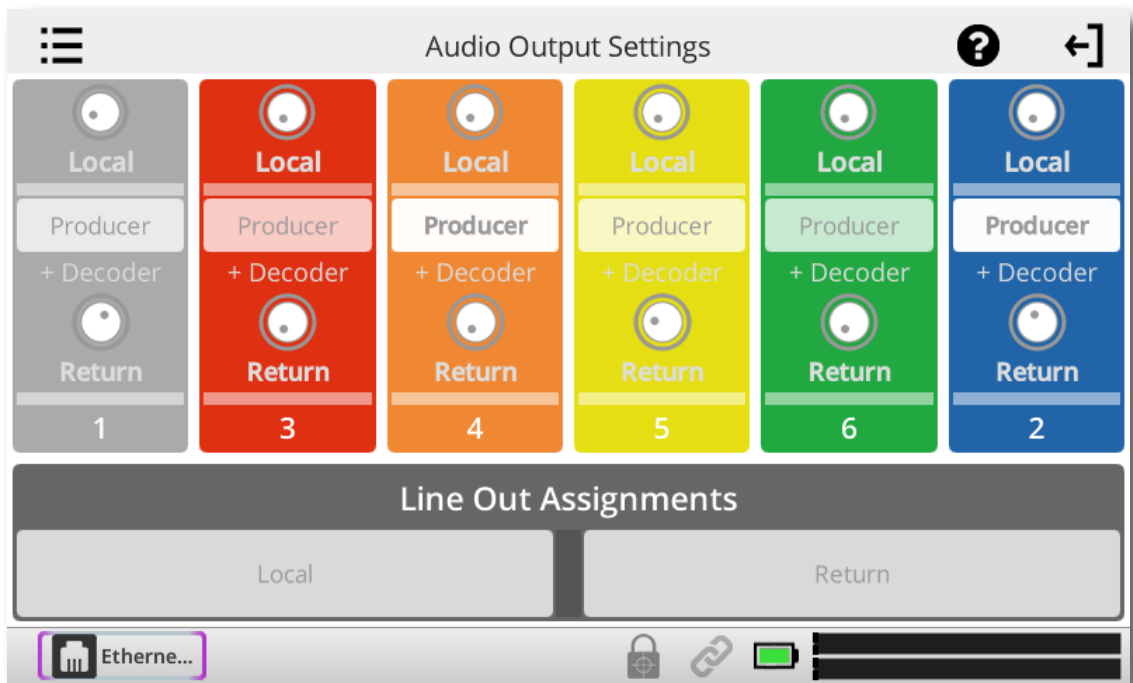 Audio Output Settings
Local Local Local Local Local Local
Producer Producer Producer Producer Producer Producer
+ Decoder + Decoder + Decoder + Decoder + Decoder + Decoder
Return Return Return Return Return Return
1 3 4 5 6 2
Line Out Assignments
Local Return
Etherne...